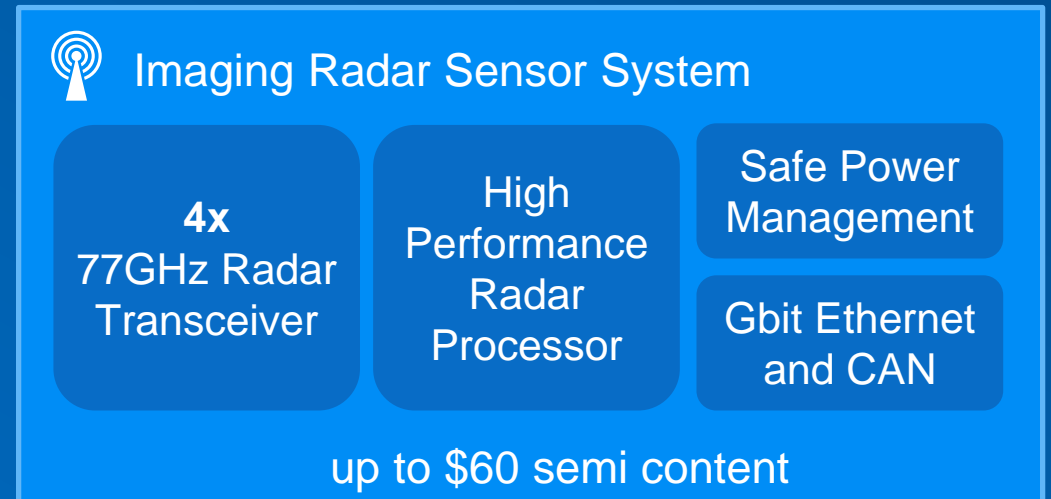 Imaging Radar Sensor System
4x
77GHz Radar
Transceiver
High
Performance
Radar
Processor
Safe Power
Management
Gbit Ethernet
and CAN
up to $60 semi content